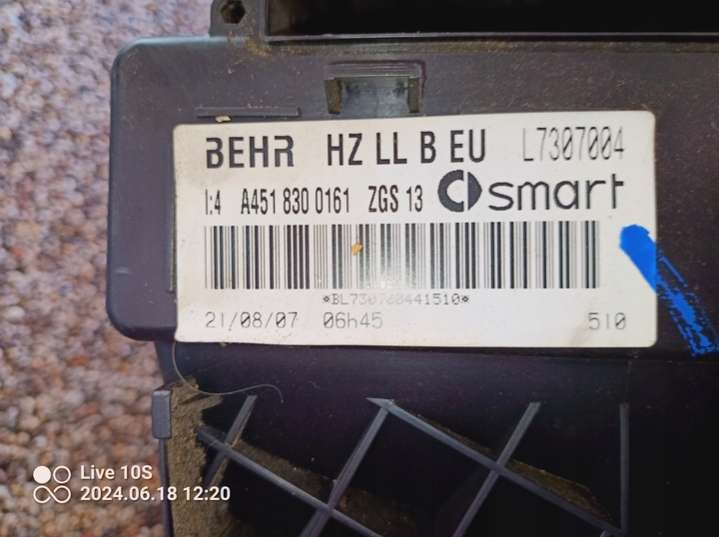 BEHR HZ LL B EU L7307004
I:4 A451 830 0161 ZGS 13 smart
21/08/07 06h45 510
Live 10S
2024.06.18 12:20